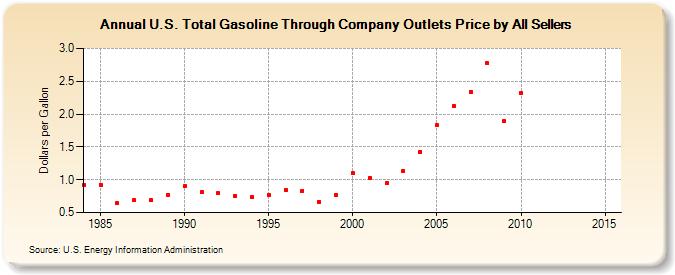 Annual U.S. Total Gasoline Through Company Outlets Price by All Sellers
Dollars per Gallon
3.0
2.5
2.0
1.5
1.0
0.5
1985 1990 1995 2000 2005 2010 2015
Source: U.S. Energy Information Administration